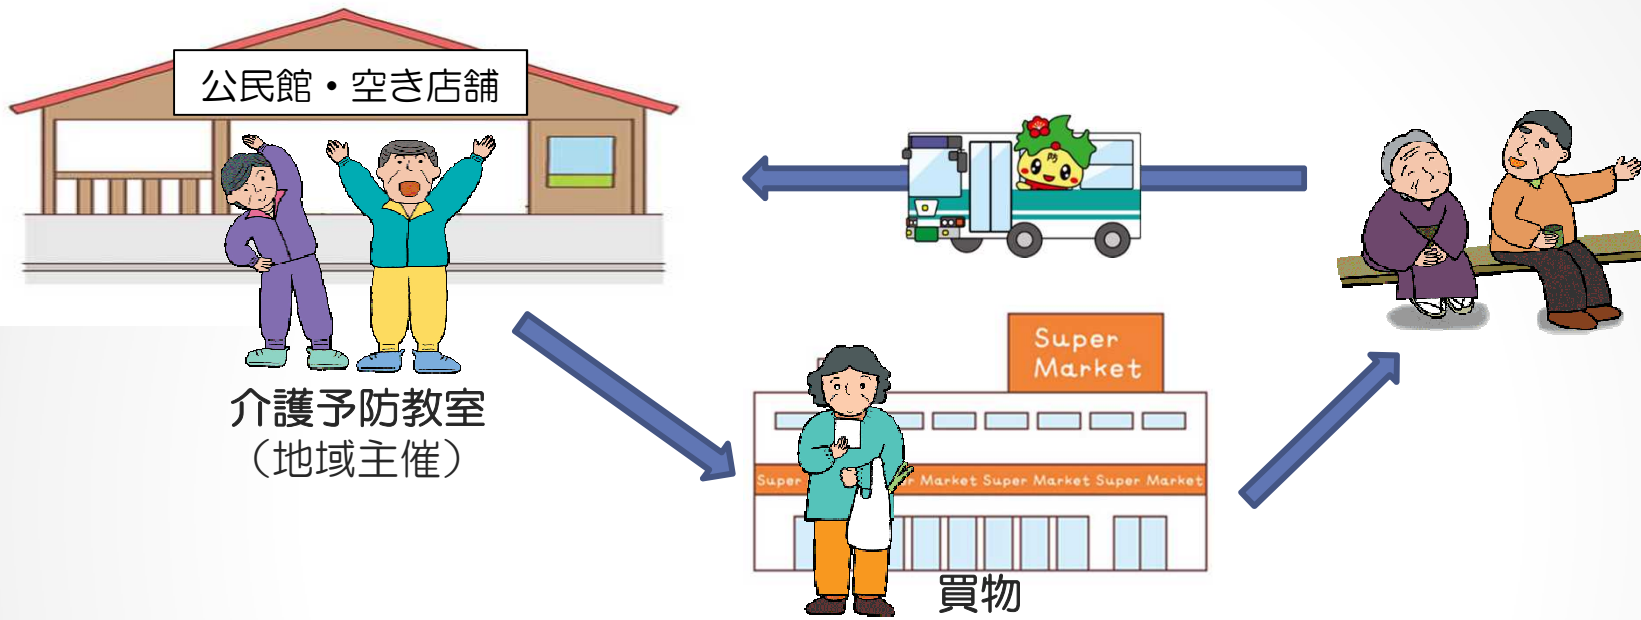 公民館・空き店舗
介護予防教室
（地域主催）
Super
Market
Super r Market Super Market Super Market
買物